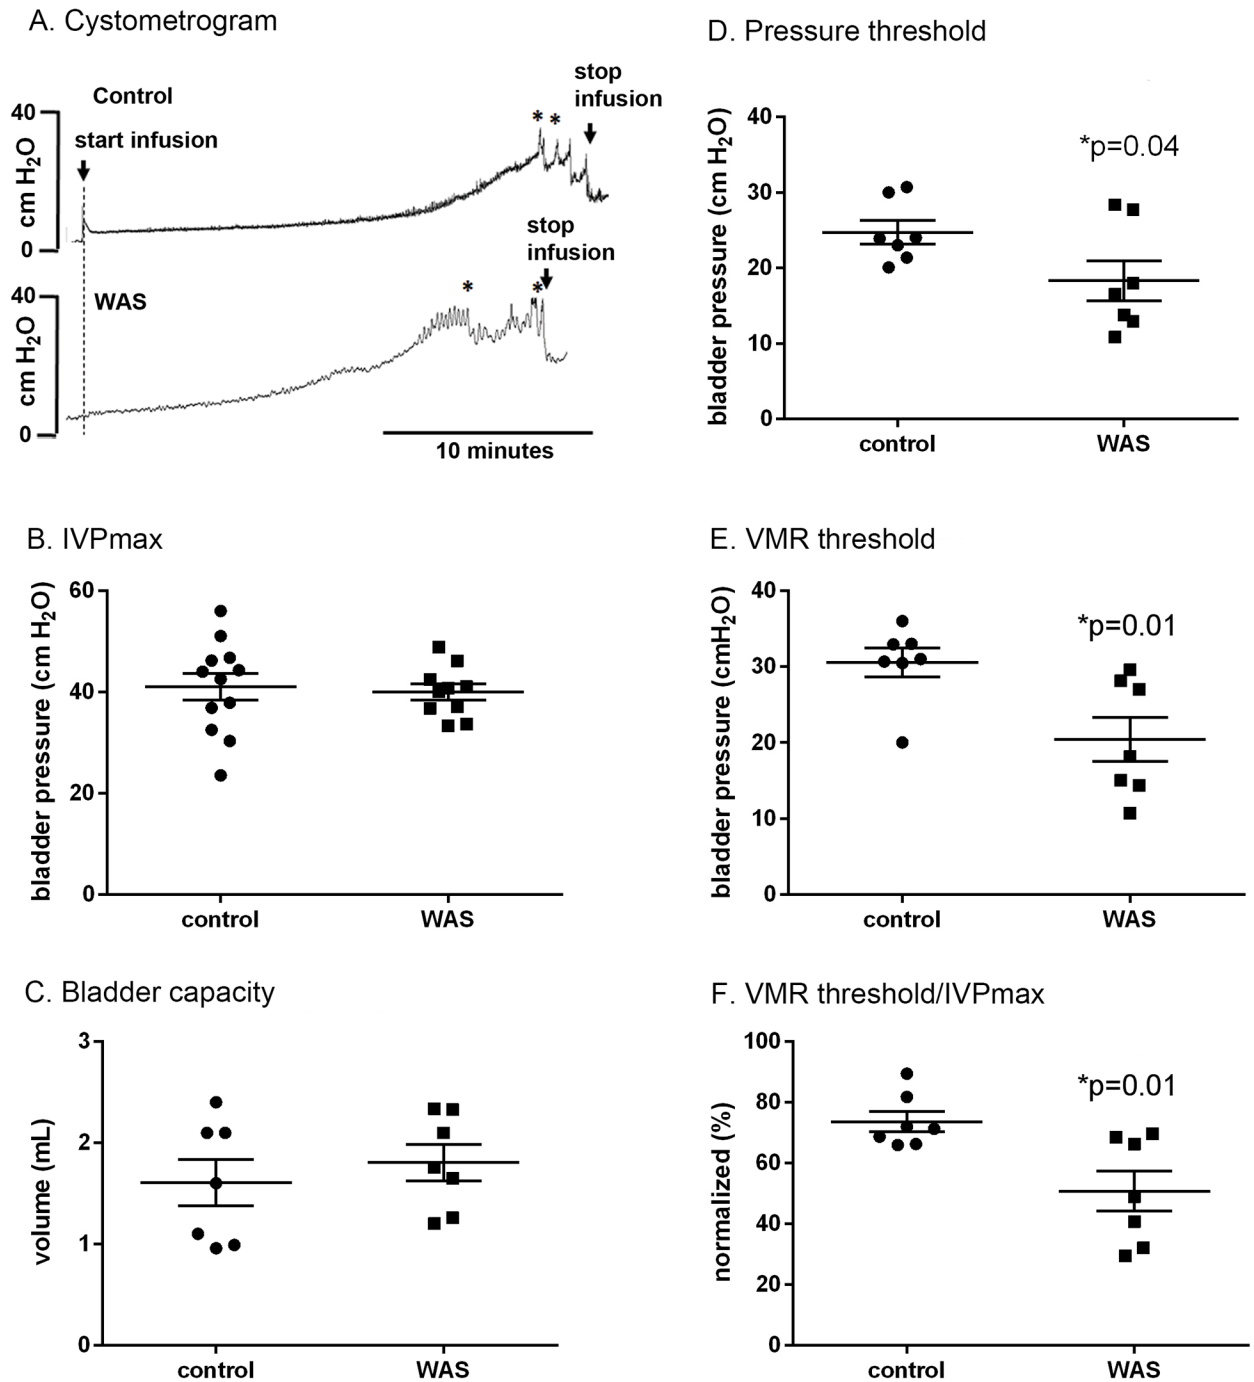 A. Cystometrogram
Control
start infusion
stop
infusion
* *
40
cm H2O
0
WAS
stop
infusion
* *
40
cm H2O
0
10 minutes
B. IVPmax
bladder pressure (cm H2O)
60
40
20
0
control WAS
C. Bladder capacity
volume (mL)
3
2
1
0
control WAS
D. Pressure threshold
bladder pressure (cm H2O)
40
30
20
10
0
*p=0.04
control WAS
E. VMR threshold
bladder pressure (cmH2O)
40
30
20
10
0
*p=0.01
control WAS
F. VMR threshold/IVPmax
normalized (%)
100
80
60
40
20
0
*p=0.01
control WAS